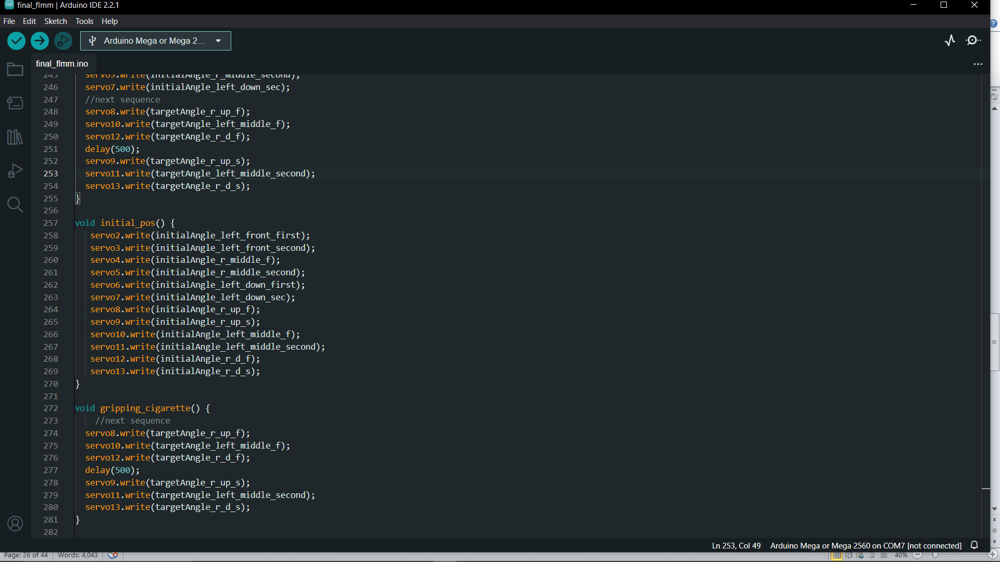 final_flmm | Arduino IDE 2.2.1
File Edit Sketch Tools Help
Arduino Mega or Mega 2...
final_flmm.ino
245 servo5.write(initialAngle_r_middle_second);
246 servo7.write(initialAngle_left_down_sec);
247 //next sequence
248 servo8.write(targetAngle_r_up_f);
249 servo10.write(targetAngle_left_middle_f);
250 servo12.write(targetAngle_r_d_f);
251 delay(500);
252 servo9.write(targetAngle_r_up_s);
253 servo11.write(targetAngle_left_middle_second);
254 servo13.write(targetAngle_r_d_s);
255 }
256
257 void initial_pos() {
258 servo2.write(initialAngle_left_front_first);
259 servo3.write(initialAngle_left_front_second);
260 servo4.write(initialAngle_r_middle_f);
261 servo5.write(initialAngle_r_middle_second);
262 servo6.write(initialAngle_left_down_first);
263 servo7.write(initialAngle_left_down_sec);
264 servo8.write(initialAngle_r_up_f);
265 servo9.write(initialAngle_r_up_s);
266 servo10.write(initialAngle_left_middle_f);
267 servo11.write(initialAngle_left_middle_second);
268 servo12.write(initialAngle_r_d_f);
269 servo13.write(initialAngle_r_d_s);
270 }
271
272 void gripping_cigarette() {
273 //next sequence
274 servo8.write(targetAngle_r_up_f);
275 servo10.write(targetAngle_left_middle_f);
276 servo12.write(targetAngle_r_d_f);
277 delay(500);
278 servo9.write(targetAngle_r_up_s);
279 servo11.write(targetAngle_left_middle_second);
280 servo13.write(targetAngle_r_d_s);
281 }
282
Ln 253, Col 49 Arduino Mega or Mega 2560 on COM7 [not connected]
Page: 26 of 44 Words: 4,043 40%